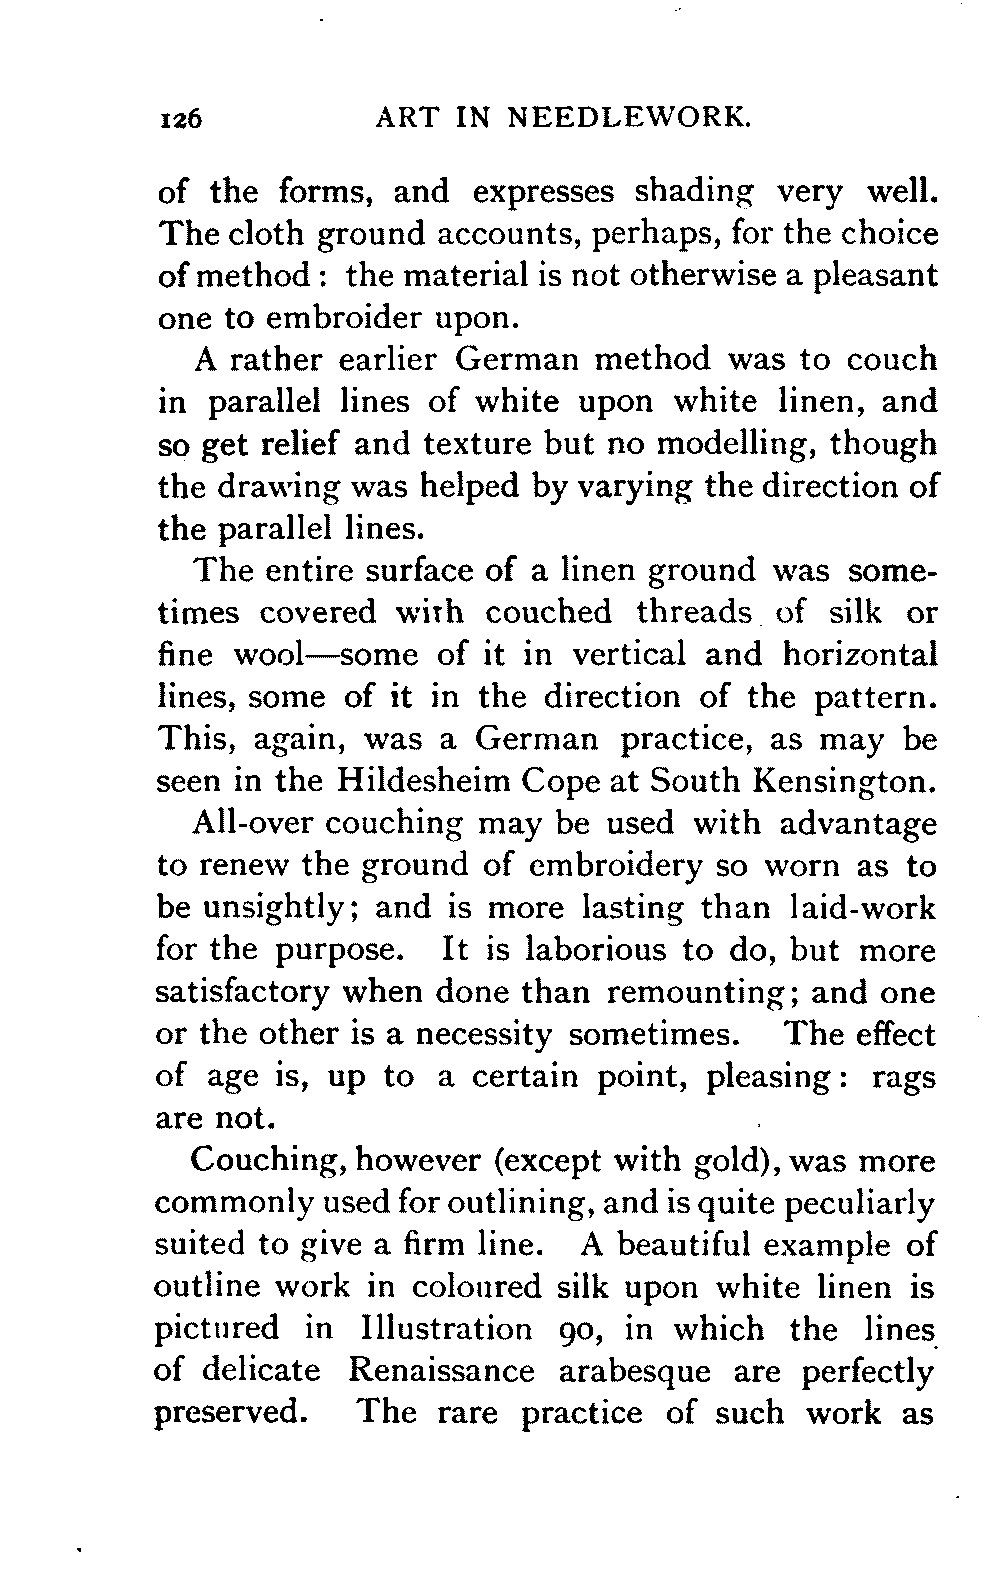 126 ART IN NEEDLEWORK.
of the forms, and expresses shading very well.
The cloth ground accounts, perhaps, for the choice
of method : the material is not otherwise a pleasant
one to embroider upon.
A rather earlier German method was to couch
in parallel lines of white upon white linen, and
so get relief and texture but no modelling, though
the drawing was helped by varying the direction of
the parallel lines.
The entire surface of a linen ground was some-
times covered with couched threads of silk or
fine wool—some of it in vertical and horizontal
lines, some of it in the direction of the pattern.
This, again, was a German practice, as may be
seen in the Hildesheim Cope at South Kensington.
All-over couching may be used with advantage
to renew the ground of embroidery so worn as to
be unsightly; and is more lasting than laid-work
for the purpose. It is laborious to do, but more
satisfactory when done than remounting; and one
or the other is a necessity sometimes. The effect
of age is, up to a certain point, pleasing : rags
are not.
Couching, however (except with gold), was more
commonly used for outlining, and is quite peculiarly
suited to give a firm line. A beautiful example of
outline work in coloured silk upon white linen is
pictured in Illustration 90, in which the lines
of delicate Renaissance arabesque are perfectly
preserved. The rare practice of such work as